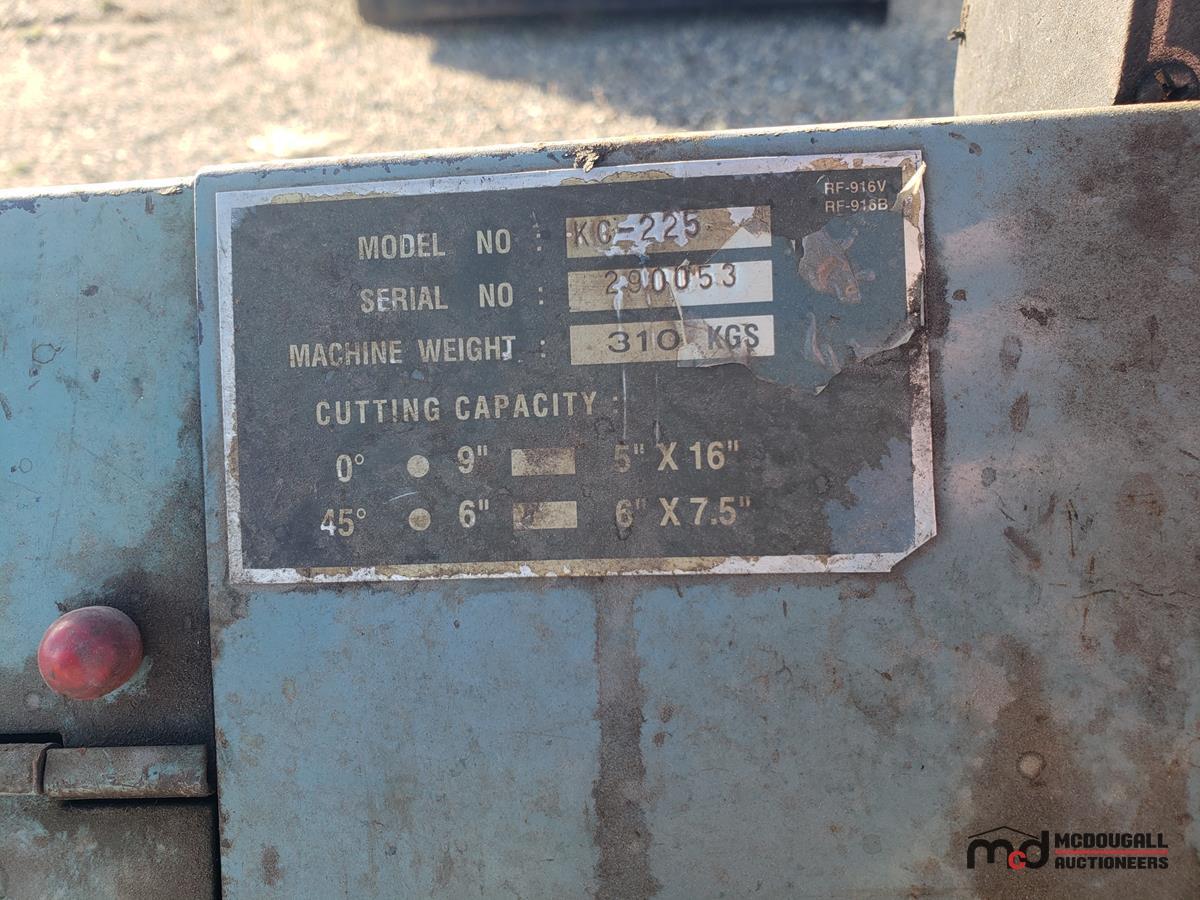 RF-916V
RF-916B
MODEL NO : KC-225
SERIAL NO : 290053
MACHINE WEIGHT : 310 KGS
CUTTING CAPACITY :
0° 9" 5" X 16"
45° 6" 6" X 7.5"
mcd MCDOUGALL
AUCTIONEERS